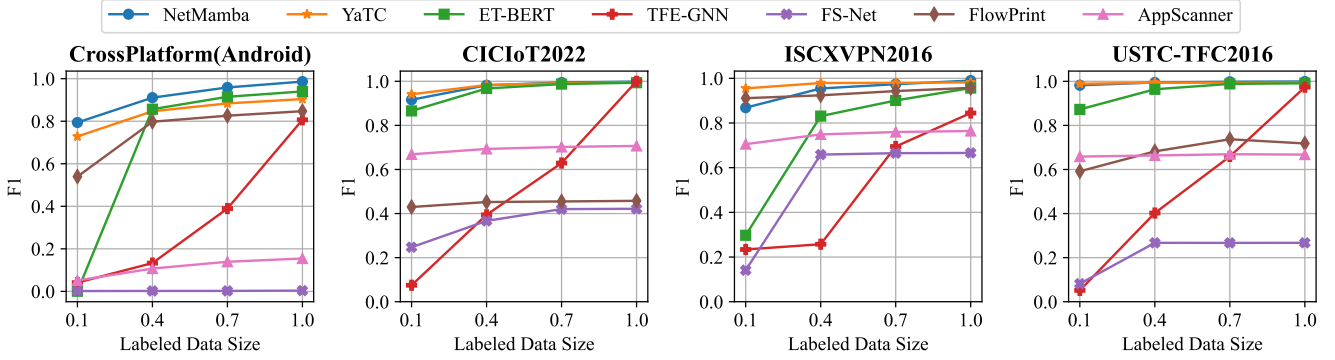 NetMamba YaTC ET-BERT TFE-GNN FS-Net FlowPrint AppScanner
CrossPlatform(Android)
F1
1.0
0.8
0.6
0.4
0.2
0.0
0.1 0.4 0.7 1.0
Labeled Data Size
CICIoT2022
F1
1.0
0.8
0.6
0.4
0.2
0.0
0.1 0.4 0.7 1.0
Labeled Data Size
ISCXVPN2016
F1
1.0
0.8
0.6
0.4
0.2
0.0
0.1 0.4 0.7 1.0
Labeled Data Size
USTC-TFC2016
F1
1.0
0.8
0.6
0.4
0.2
0.0
0.1 0.4 0.7 1.0
Labeled Data Size